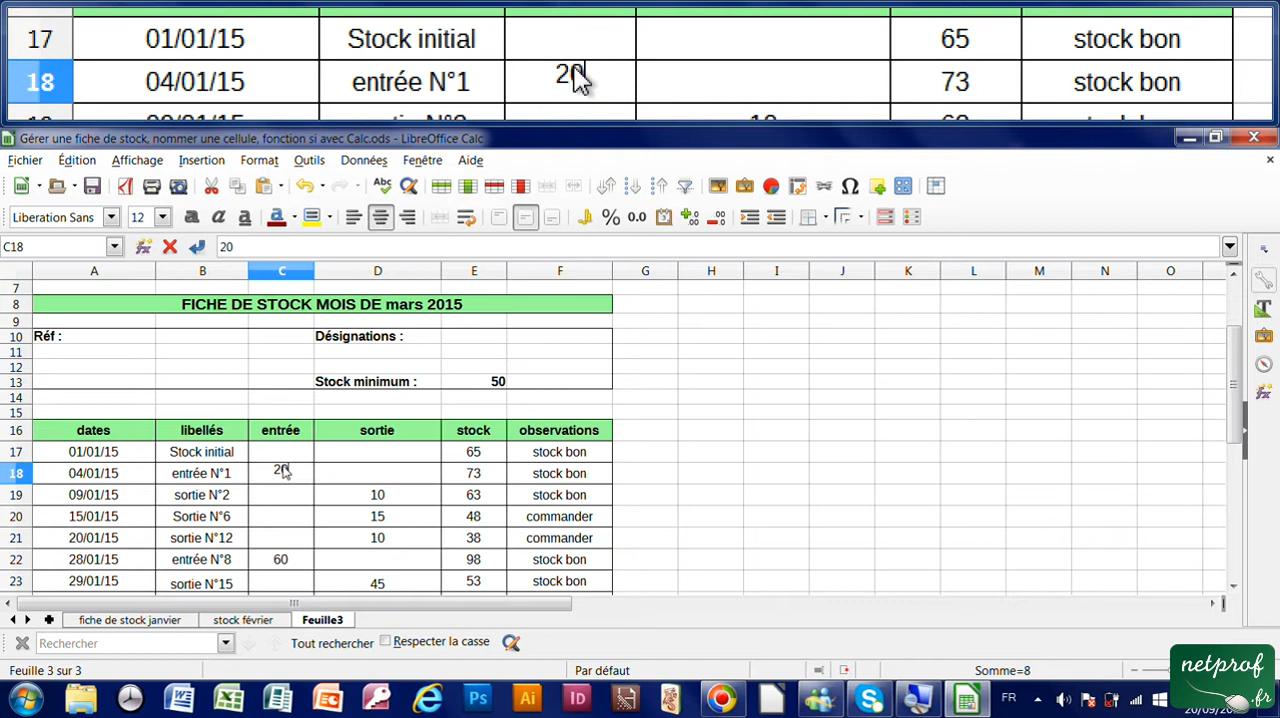 17 01/01/15 Stock initial 65 stock bon
18 04/01/15 entrée N°1 20 73 stock bon
Gérer une fiche de stock, nommer une cellule, fonction si avec Calc.ods - LibreOffice Calc
Fichier Édition Affichage Insertion Format Outils Données Fenêtre Aide
Liberation Sans 12
C18 20
A B C D E F G H I J K L M N O
7
8 FICHE DE STOCK MOIS DE mars 2015
9
10 Réf : Désignations :
11
12
13 Stock minimum : 50
14
15
16 dates libellés entrée sortie stock observations
17 01/01/15 Stock initial 65 stock bon
18 04/01/15 entrée N°1 20 73 stock bon
19 09/01/15 sortie N°2 10 63 stock bon
20 15/01/15 Sortie N°6 15 48 commander
21 20/01/15 sortie N°12 10 38 commander
22 28/01/15 entrée N°8 60 98 stock bon
23 29/01/15 sortie N°15 45 53 stock bon
fiche de stock janvier stock février Feuille3
Rechercher Tout rechercher Respecter la casse
Feuille 3 sur 3 Par défaut Somme=8
FR
netprof
.fr